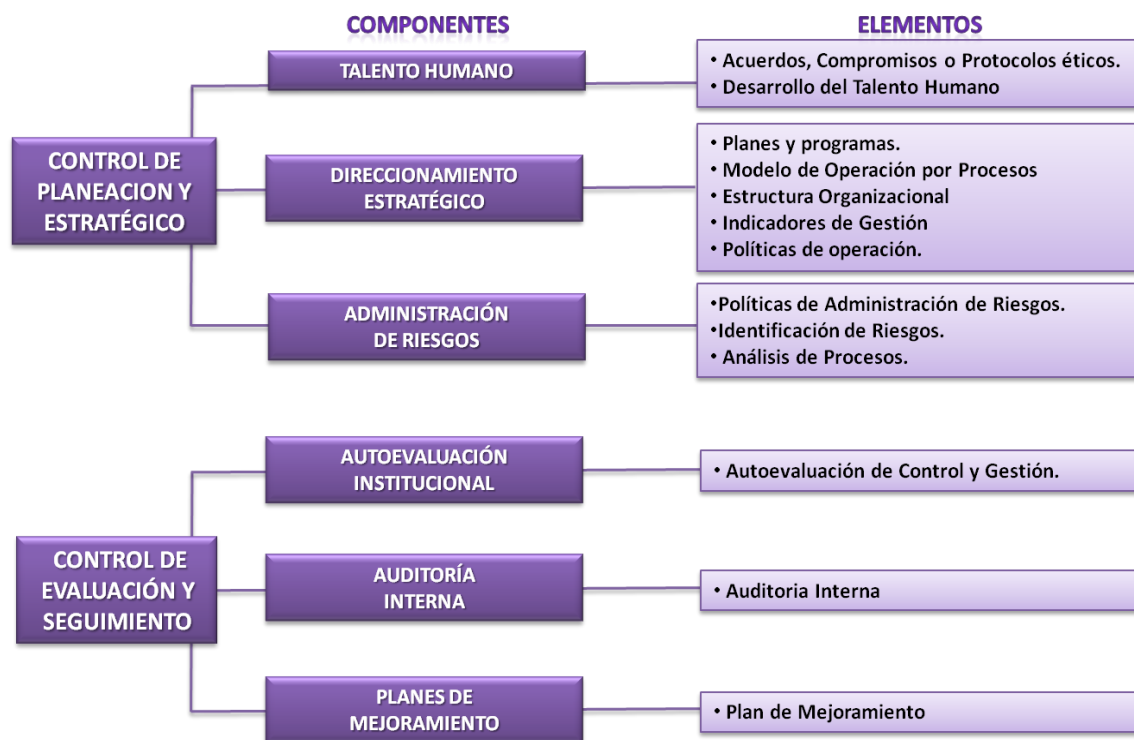 COMPONENTES
ELEMENTOS
CONTROL DE
PLANEACION Y
ESTRATÉGICO
TALENTO HUMANO
• Acuerdos, Compromisos o Protocolos éticos.
• Desarrollo del Talento Humano
DIRECCIONAMIENTO
ESTRATÉGICO
• Planes y programas.
• Modelo de Operación por Procesos
• Estructura Organizacional
• Indicadores de Gestión
• Políticas de operación.
ADMINISTRACIÓN
DE RIESGOS
•Políticas de Administración de Riesgos.
•Identificación de Riesgos.
• Análisis de Procesos.
CONTROL DE
EVALUACIÓN Y
SEGUIMIENTO
AUTOEVALUACIÓN
INSTITUCIONAL
• Autoevaluación de Control y Gestión.
AUDITORÍA
INTERNA
• Auditoria Interna
PLANES DE
MEJORAMIENTO
• Plan de Mejoramiento